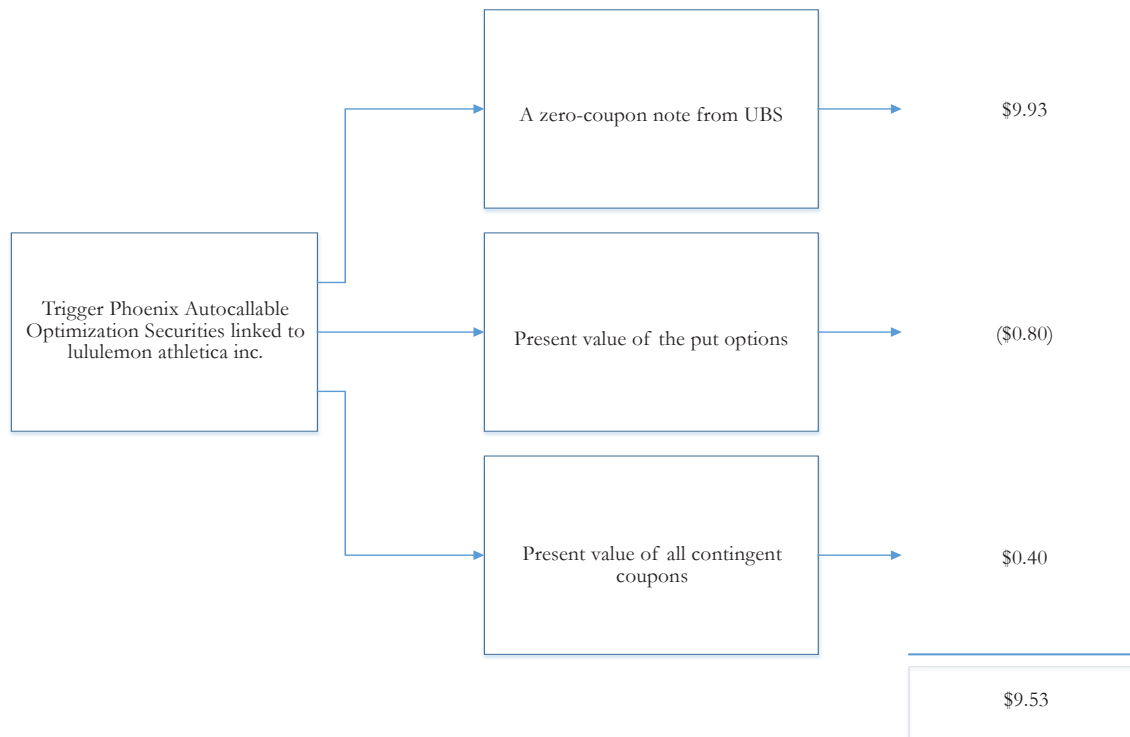 A zero-coupon note from UBS
$9.93
Trigger Phoenix Autocallable
Optimization Securities linked to
lululemon athletica inc.
Present value of the put options
($0.80)
Present value of all contingent
coupons
$0.40
$9.53